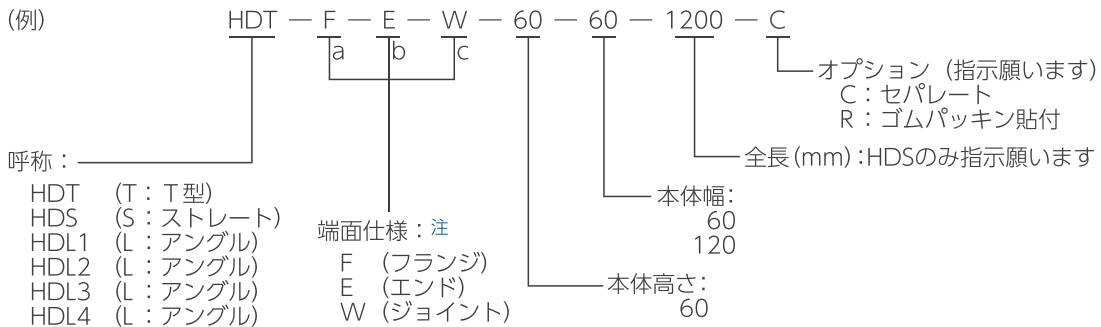 (例) HDT － F － E － W － 60 － 60 － 1200 － C
a b c
オプション (指示願います)
C：セパレート
R：ゴムパッキン貼付
全長(mm)：HDSのみ指示願います
本体幅：
60
120
本体高さ：
60
端面仕様：注
F (フランジ)
E (エンド)
W (ジョイント)
呼称：
HDT (T：T型)
HDS (S：ストレート)
HDL1 (L：アングル)
HDL2 (L：アングル)
HDL3 (L：アングル)
HDL4 (L：アングル)